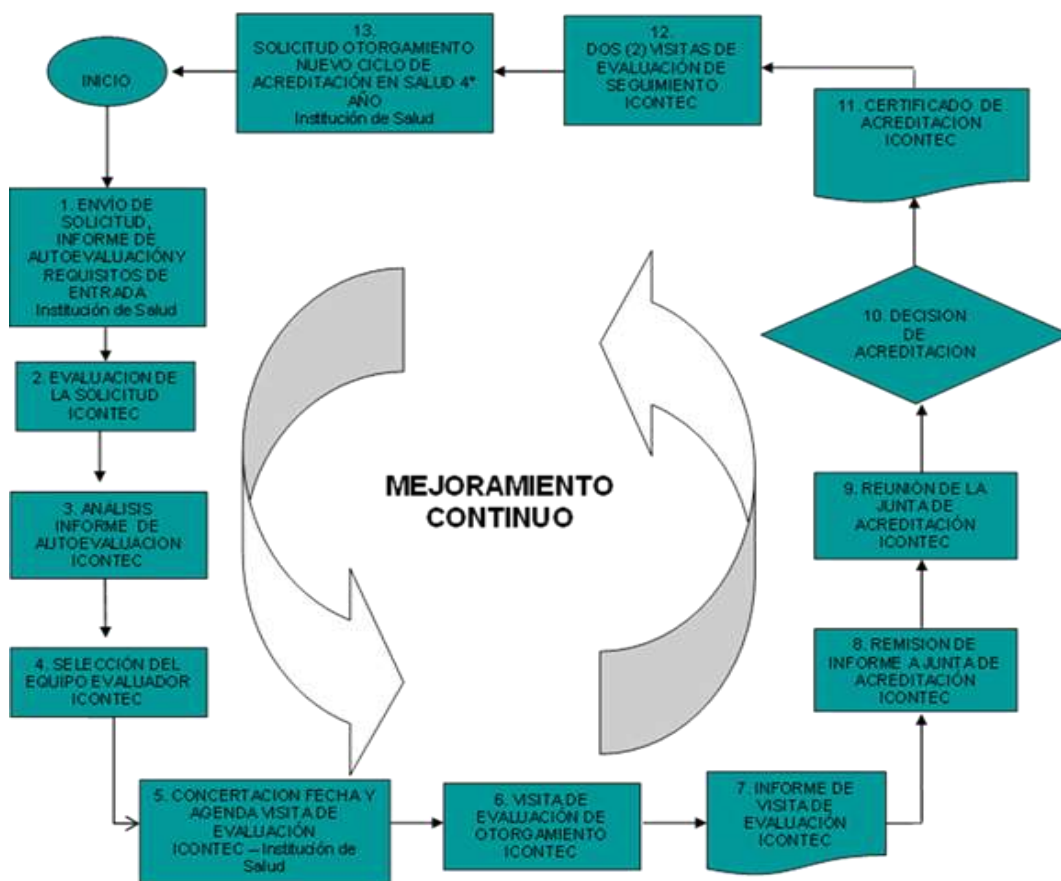 INICIO
1. ENVÍO DE
SOLICITUD,
INFORME DE
AUTOEVALUACIÓN Y
REQUISITOS DE
ENTRADA
Institución de Salud
2. EVALUACION DE
LA SOLICITUD
ICONTEC
3. ANÁLISIS
INFORME DE
AUTOEVALUACION
ICONTEC
4. SELECCIÓN DEL
EQUIPO EVALUADOR
ICONTEC
5. CONCERTACION FECHA Y
AGENDA VISITA DE
EVALUACIÓN
ICONTEC – Institución de
Salud
6. VISITA DE
EVALUACIÓN DE
OTORGAMIENTO
ICONTEC
7. INFORME DE
VISITA DE
EVALUACIÓN
ICONTEC
8. REMISION DE
INFORME A JUNTA DE
ACREDITACIÓN
ICONTEC
9. REUNIÓN DE LA
JUNTA DE
ACREDITACIÓN
ICONTEC
10. DECISION
DE
ACREDITACION
11. CERTIFICADO DE
ACREDITACION
ICONTEC
12.
DOS (2) VISITAS DE
EVALUACIÓN DE
SEGUIMIENTO
ICONTEC
13.
SOLICITUD OTORGAMIENTO
NUEVO CICLO DE
ACREDITACIÓN EN SALUD 4°
AÑO
Institución de Salud
MEJORAMIENTO
CONTINUO